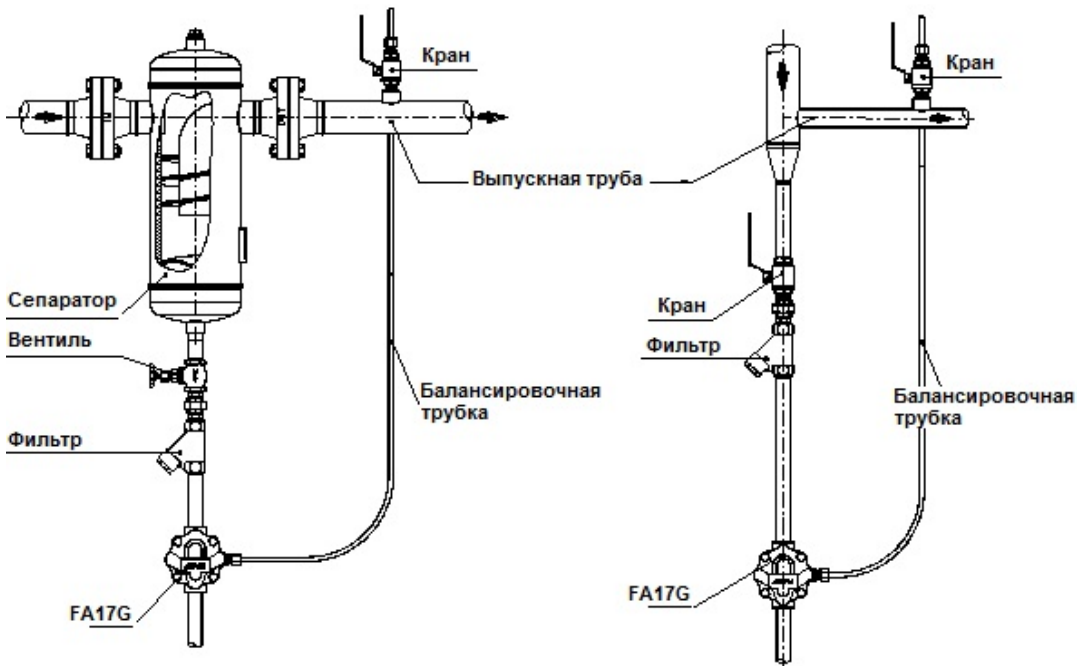 Кран
Выпускная труба
Сепаратор
Вентиль
Балансировочная
трубка
Фильтр
FA17G
Кран
Кран
Фильтр
Балансировочная
трубка
FA17G